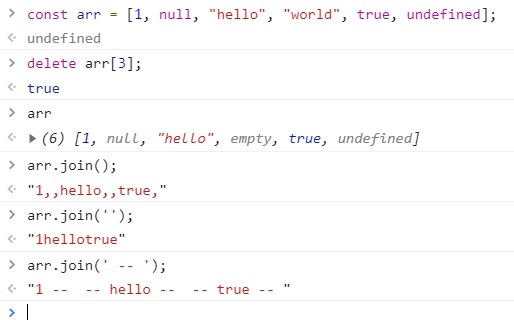 > const arr = [1, null, "hello", "world", true, undefined];
< undefined
> delete arr[3];
< true
> arr
< ▶ (6) [1, null, "hello", empty, true, undefined]
> arr.join();
< "1,,hello,,true,"
> arr.join('');
< "1hellotrue"
> arr.join(' -- ');
< "1 --  -- hello --  -- true -- "
>